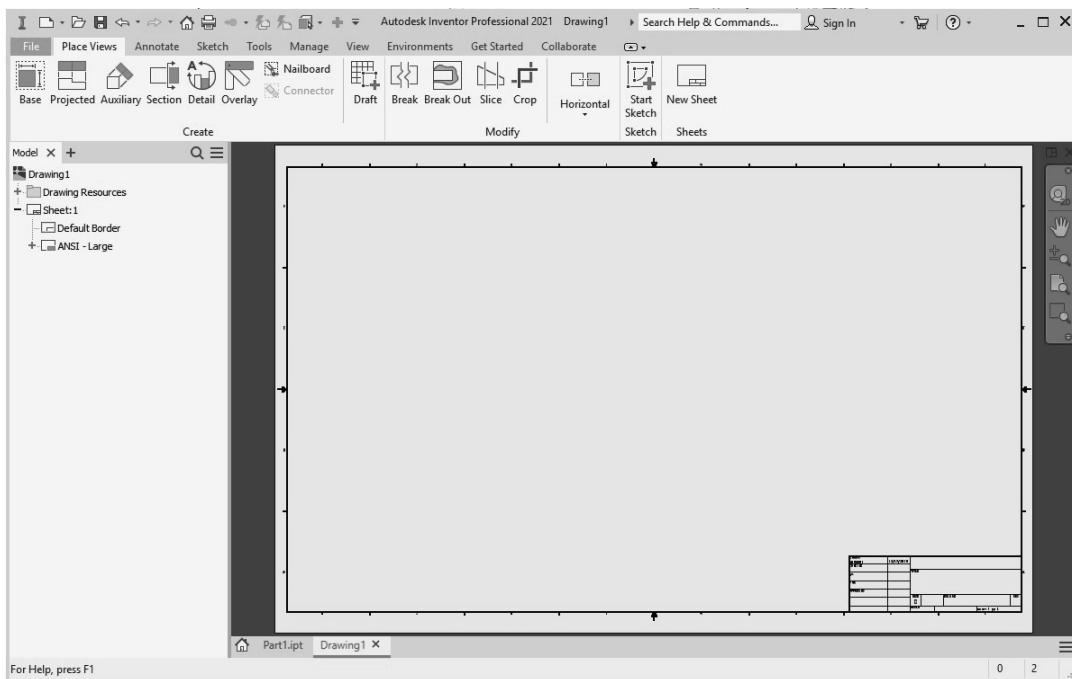 Autodesk Inventor Professional 2021 Drawing1 Search Help & Commands... Sign In
File Place Views Annotate Sketch Tools Manage View Environments Get Started Collaborate
Base Projected Auxiliary Section Detail Overlay
Nailboard
Connector
Draft Break Break Out Slice Crop Horizontal Start Sketch New Sheet
Create Modify Sketch Sheets
Model
Drawing1
Drawing Resources
Sheet:1
Default Border
ANSI - Large
2D
Part1.ipt Drawing1
For Help, press F1 0 2